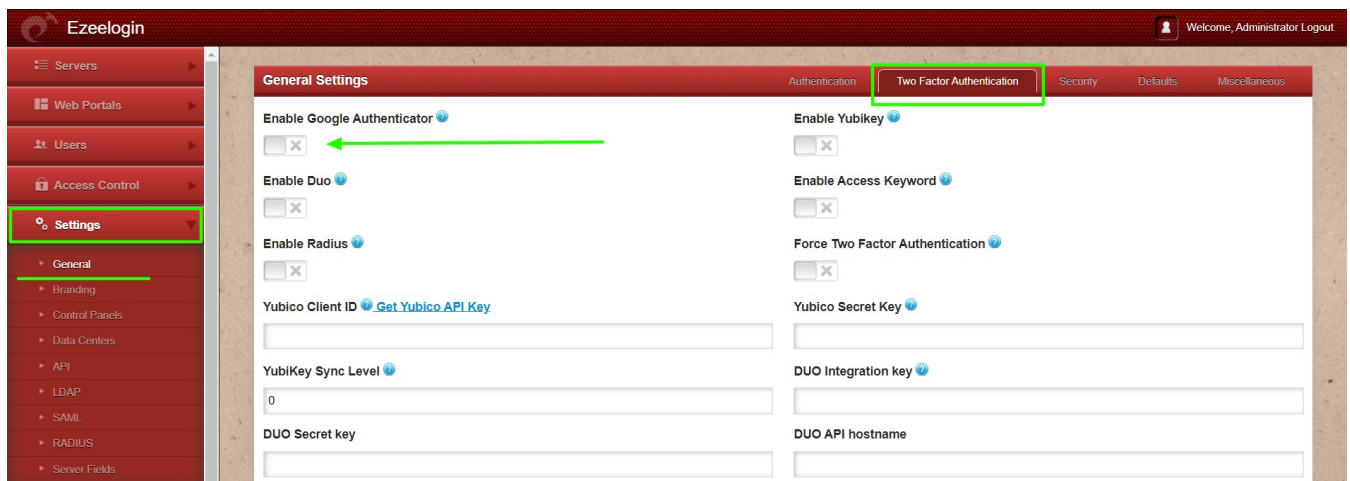 Ezeelogin
Welcome, Administrator Logout
Servers
Web Portals
Users
Access Control
Settings
General
Branding
Control Panels
Data Centers
API
LDAP
SAML
RADIUS
Server Fields
General Settings
Authentication
Two Factor Authentication
Security
Defaults
Miscellaneous
Enable Google Authenticator
Enable Yubikey
Enable Duo
Enable Access Keyword
Enable Radius
Force Two Factor Authentication
Yubico Client ID Get Yubico API Key
Yubico Secret Key
YubiKey Sync Level
0
DUO Integration key
DUO Secret key
DUO API hostname